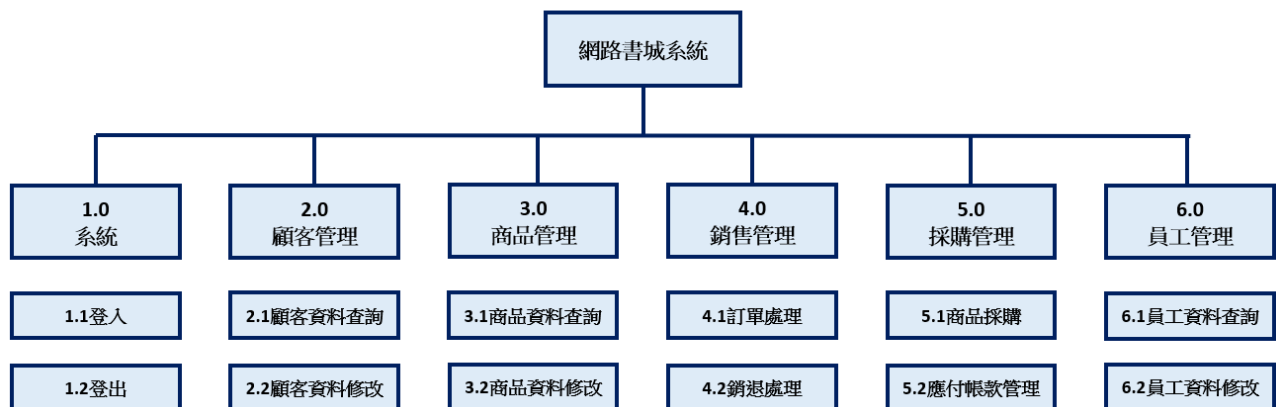 網路書城系統
1.0
系統
2.0
顧客管理
3.0
商品管理
4.0
銷售管理
5.0
採購管理
6.0
員工管理
1.1登入
2.1顧客資料查詢
3.1商品資料查詢
4.1訂單處理
5.1商品採購
6.1員工資料查詢
1.2登出
2.2顧客資料修改
3.2商品資料修改
4.2銷退處理
5.2應付帳款管理
6.2員工資料修改